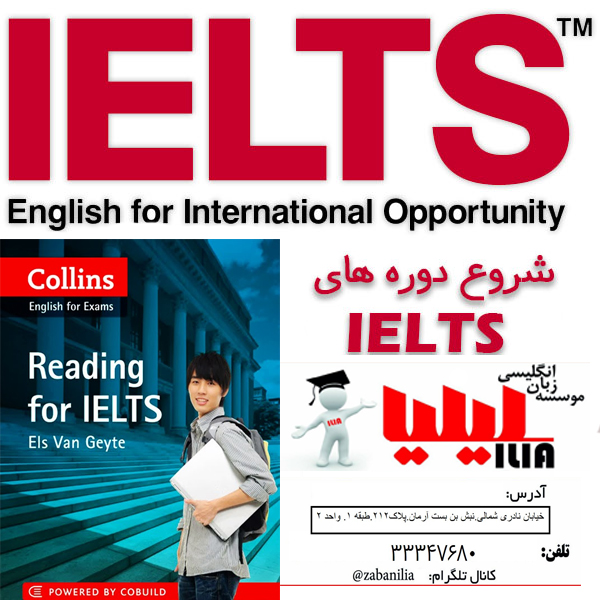 IELTS™
English for International Opportunity
Collins
English for Exams
Reading
for IELTS
Els Van Geyte
POWERED BY COBUILD
شروع دوره های
IELTS
انگلیسی
زبان
موسسه
ایلیا
ILIA
ILIA
آدرس:
خیابان نادری شمالی.نبش بن بست آرمان.پلاک۲۱۲.طبقه ۱. واحد ۲
تلفن: ۳۳۳۴۷۶۸۰
کانال تلگرام: @zabanilia